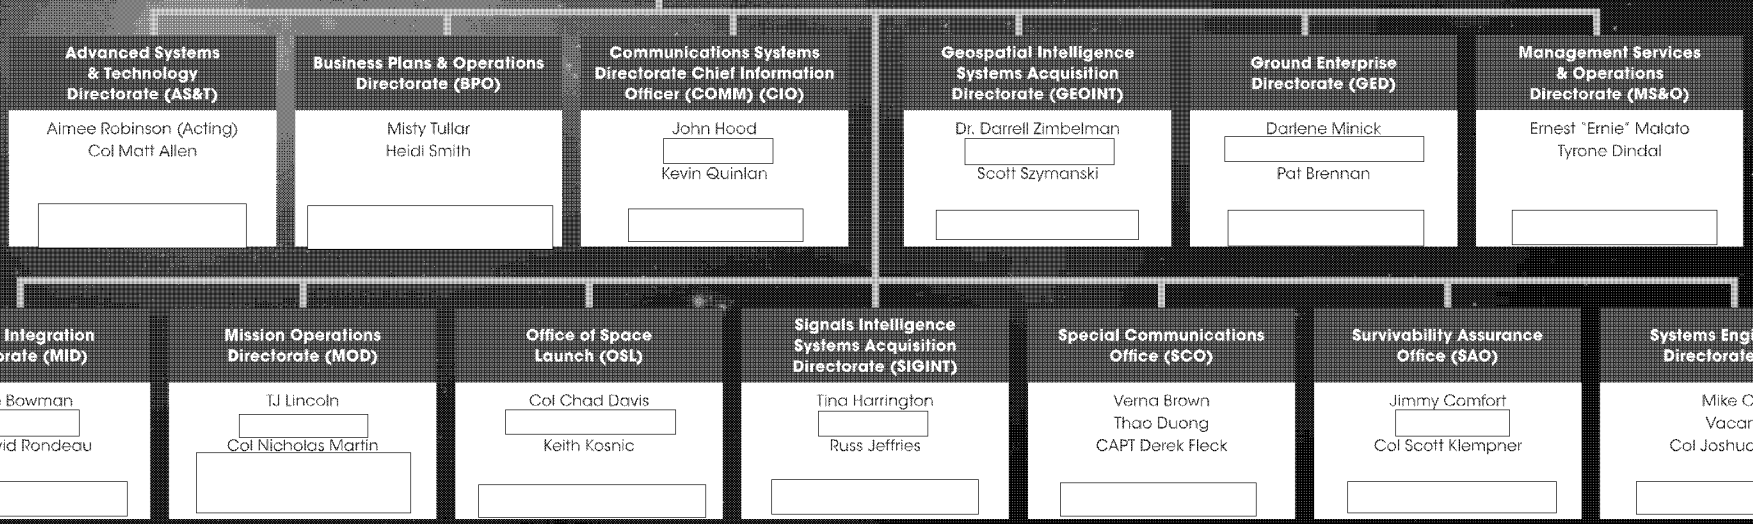 Advanced Systems
& Technology
Directorate (AS&T)
Aimee Robinson (Acting)
Col Matt Allen
Business Plans & Operations
Directorate (BPO)
Misty Tullar
Heidi Smith
Communications Systems
Directorate Chief Information
Officer (COMM) (CIO)
John Hood
Kevin Quinlan
Geospatial Intelligence
Systems Acquisition
Directorate (GEOINT)
Dr. Darrell Zimbelman
Scott Szymanski
Ground Enterprise
Directorate (GED)
Darlene Minick
Pat Brennan
Management Services
& Operations
Directorate (MS&O)
Ernest "Ernie" Malato
Tyrone Dindal
Integration
(MID)
Bowman
Rondeau
Mission Operations
Directorate (MOD)
TJ Lincoln
Col Nicholas Martin
Office of Space
Launch (OSL)
Col Chad Davis
Keith Kosnic
Signals Intelligence
Systems Acquisition
Directorate (SIGINT)
Tina Harrington
Russ Jeffries
Special Communications
Office (SCO)
Verna Brown
Thao Duong
CAPT Derek Fleck
Survivability Assurance
Office (SAO)
Jimmy Comfort
Col Scott Klempner
Systems
Directorate
Mike
Col